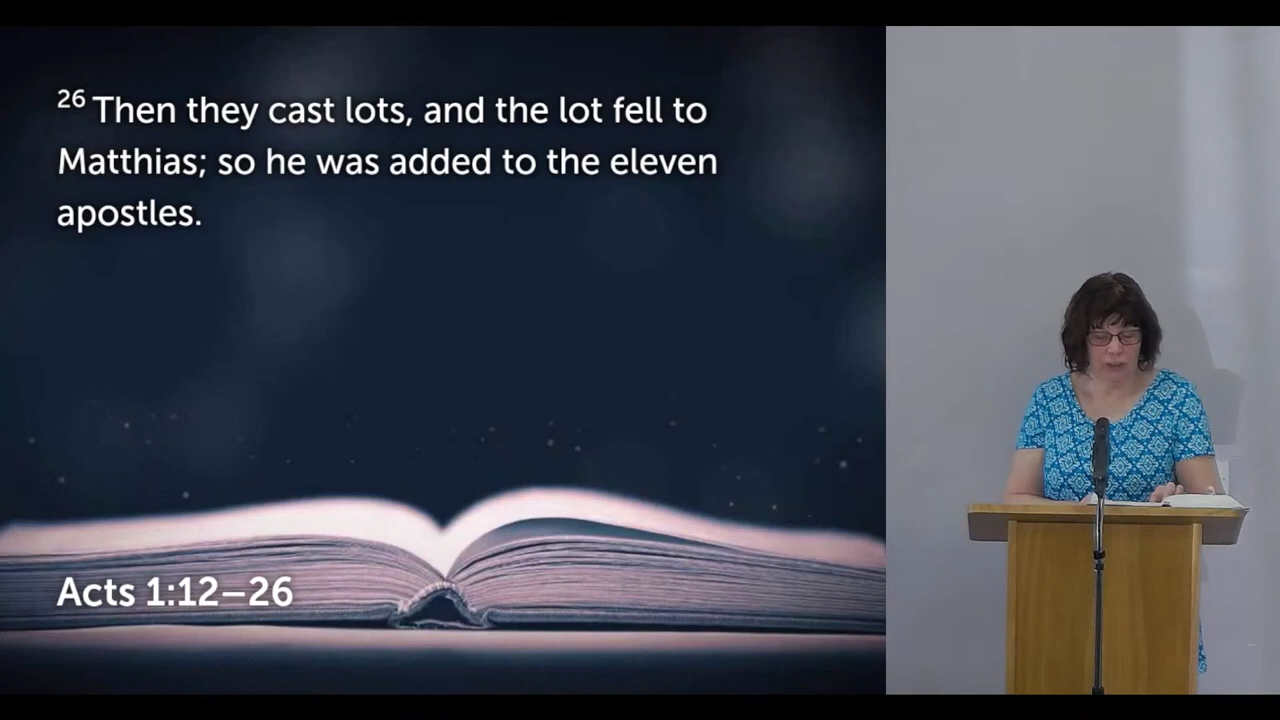 26 Then they cast lots, and the lot fell to
Matthias; so he was added to the eleven
apostles.
Acts 1:12–26